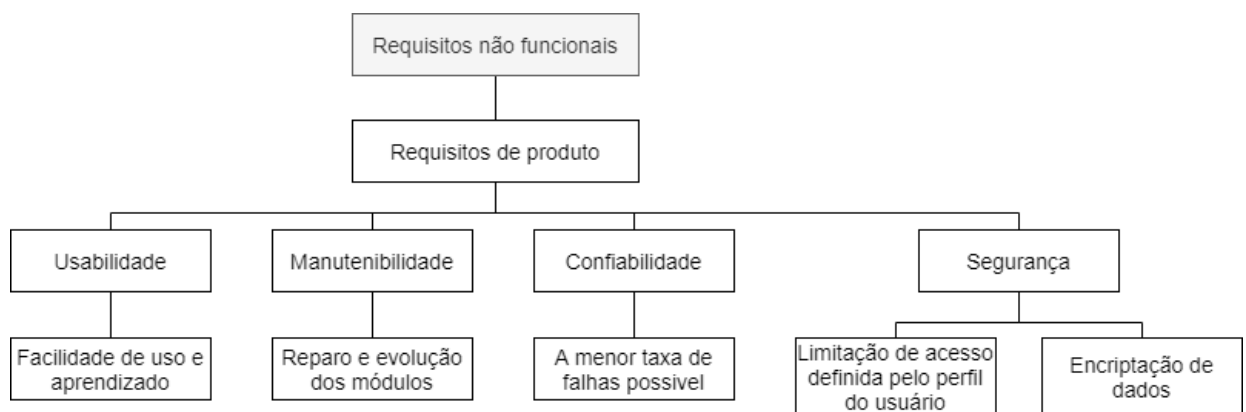 Requisitos não funcionais
Requisitos de produto
Usabilidade
Manutenibilidade
Confiabilidade
Segurança
Facilidade de uso e
aprendizado
Reparo e evolução
dos módulos
A menor taxa de
falhas possivel
Limitação de acesso
definida pelo perfil
do usuário
Encriptação de
dados